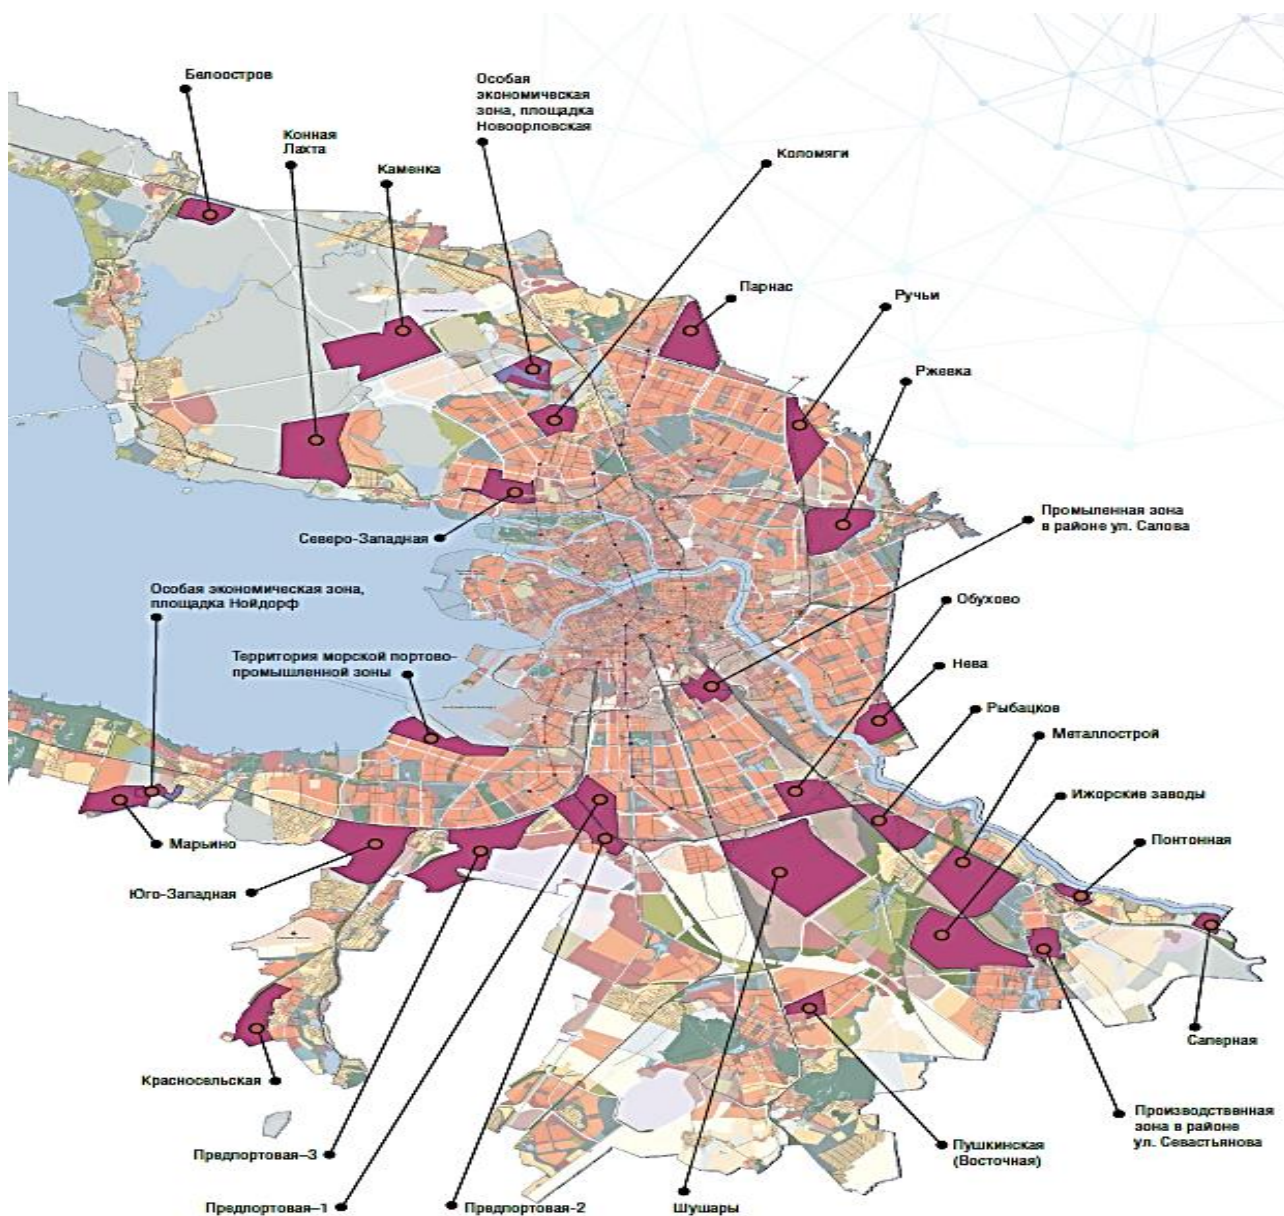 Белоостров
Особая
экономическая
зона, площадка
Новоорловская
Конная
Лахта
Каменка
Коломяги
Парнас
Ручьи
Ржевка
Промыленная зона
в районе ул. Салова
Северо-Западная
Особая экономическая зона,
площадка Нойдорф
Обухово
Территория морской портово-
промышленной зоны
Нева
Рыбацков
Металлострой
Ижорские заводы
Понтонная
Марьино
Юго-Западная
Саперная
Красносельская
Производственная
зона в районе
ул. Севастьянова
Предпортовая–3
Пушкинская
(Восточная)
Предпортовая–1
Предпортовая-2
Шушары